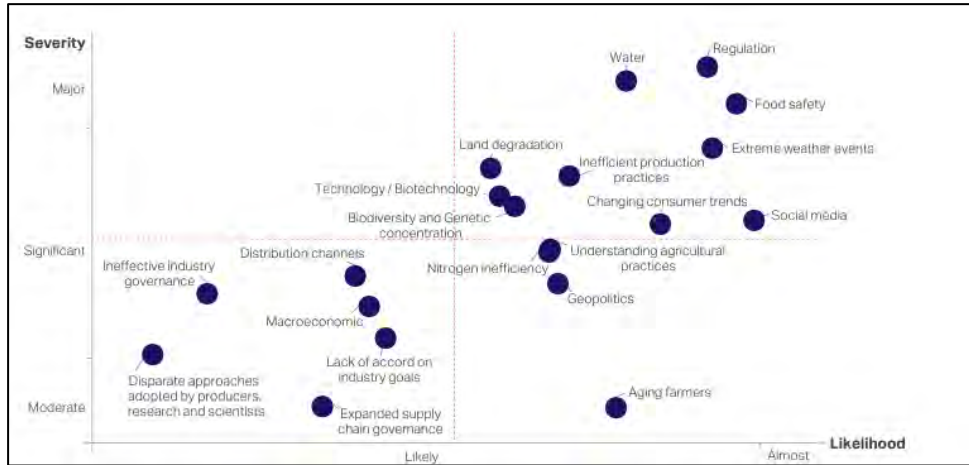 Severity
Regulation
Water
Major
Food safety
Land degradation
Extreme weather events
Inefficient production
practices
Technology / Biotechnology
Changing consumer trends
Biodiversity and Genetic
concentration
Social media
Significant
Distribution channels
Understanding agricultural
practices
Ineffective industry
governance
Nitrogen inefficiency
Geopolitics
Macroeconomic
Lack of accord on
industry goals
Disparate approaches
adopted by producers,
research and scientists
Aging farmers
Moderate
Expanded supply
chain governance
Likelihood
Likely
Almost